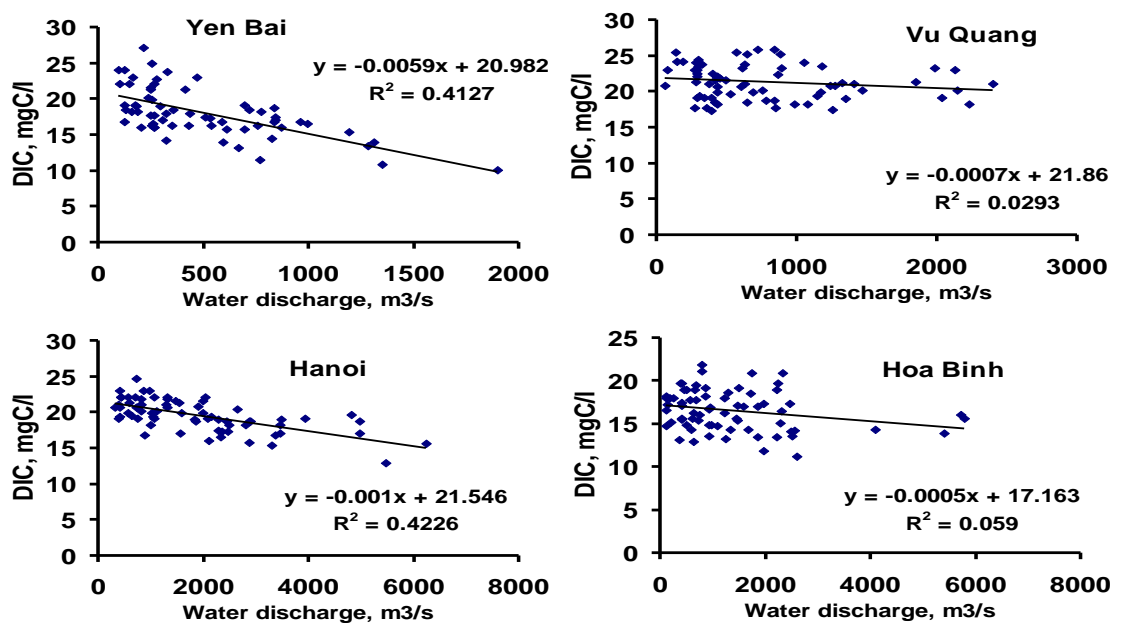 Yen Bai
y = -0.0059x + 20.982
R² = 0.4127
DIC, mgC/l
30
25
20
15
10
5
0
0 500 1000 1500 2000
Water discharge, m3/s
Vu Quang
y = -0.0007x + 21.86
R² = 0.0293
DIC, mgC/l
30
25
20
15
10
5
0
0 1000 2000 3000
Water discharge, m3/s
Hanoi
y = -0.001x + 21.546
R² = 0.4226
DIC, mgC/l
30
25
20
15
10
5
0
0 2000 4000 6000 8000
Water discharge, m3/s
Hoa Binh
y = -0.0005x + 17.163
R² = 0.059
DIC, mgC/l
25
20
15
10
5
0
0 2000 4000 6000 8000
Water discharge, m3/s